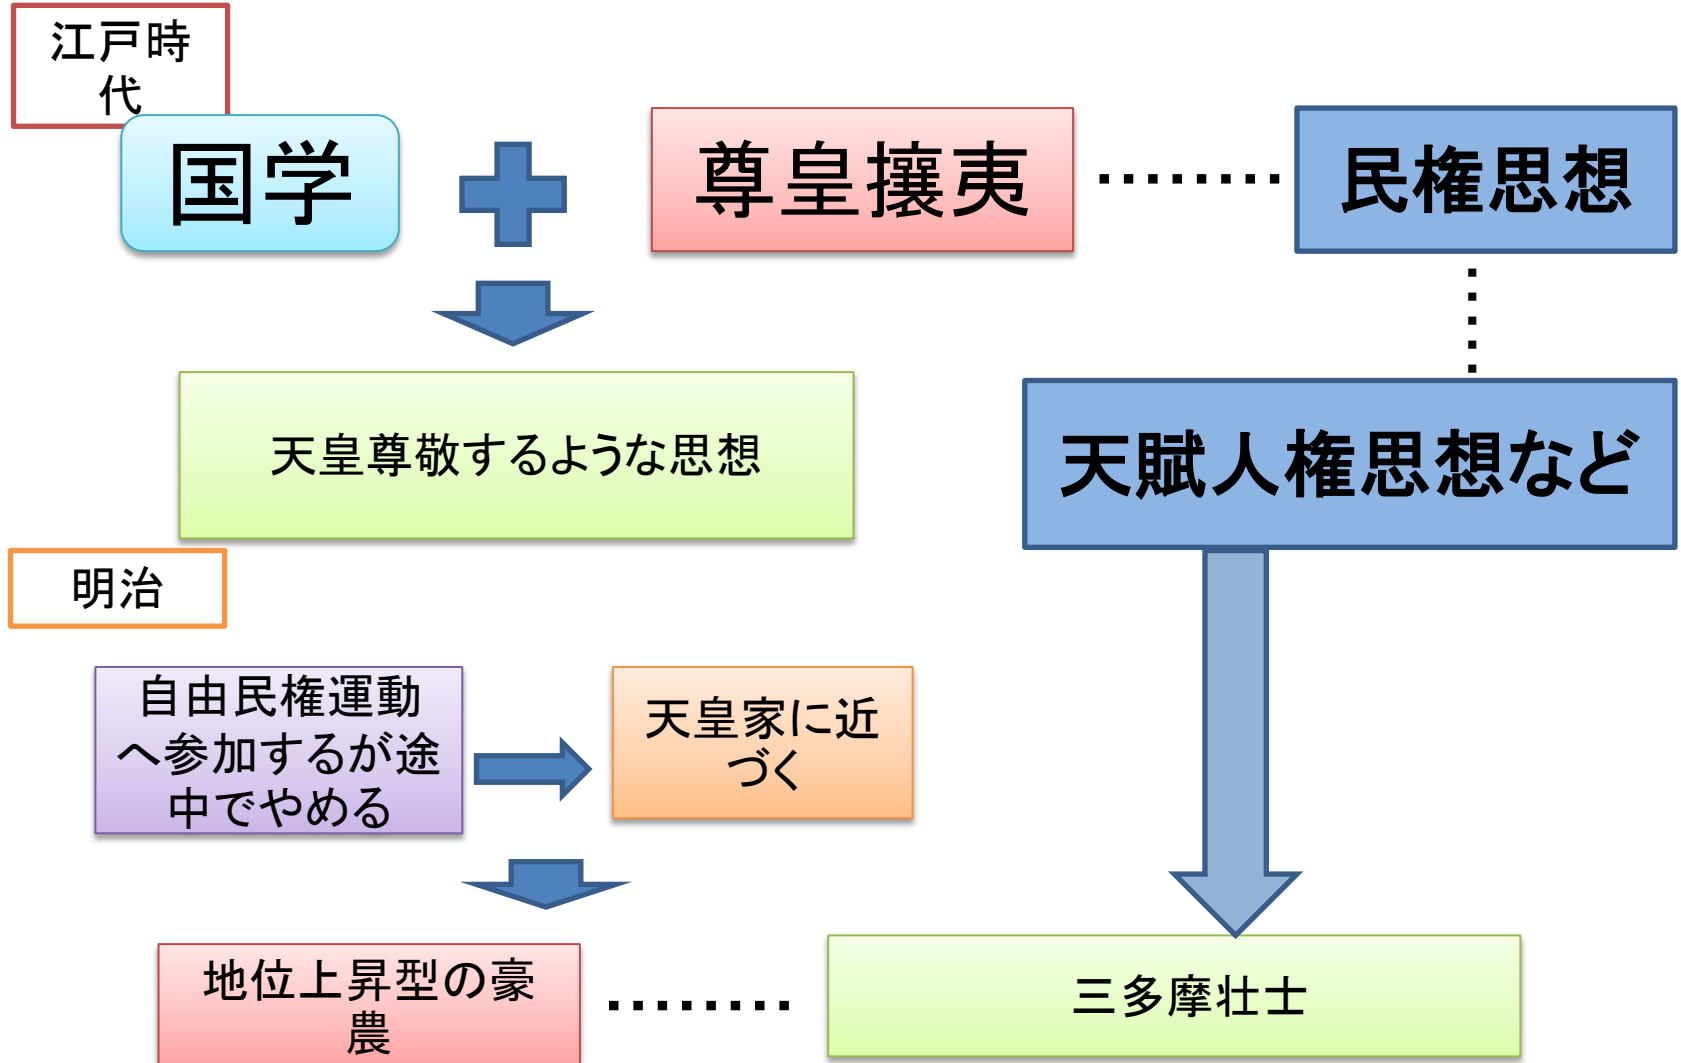 江戸時
代
国学
尊皇攘夷
民権思想
天皇尊敬するような思想
天賦人権思想など
明治
自由民権運動
へ参加するが途
中でやめる
天皇家に近
づく
地位上昇型の豪
農
三多摩壮士